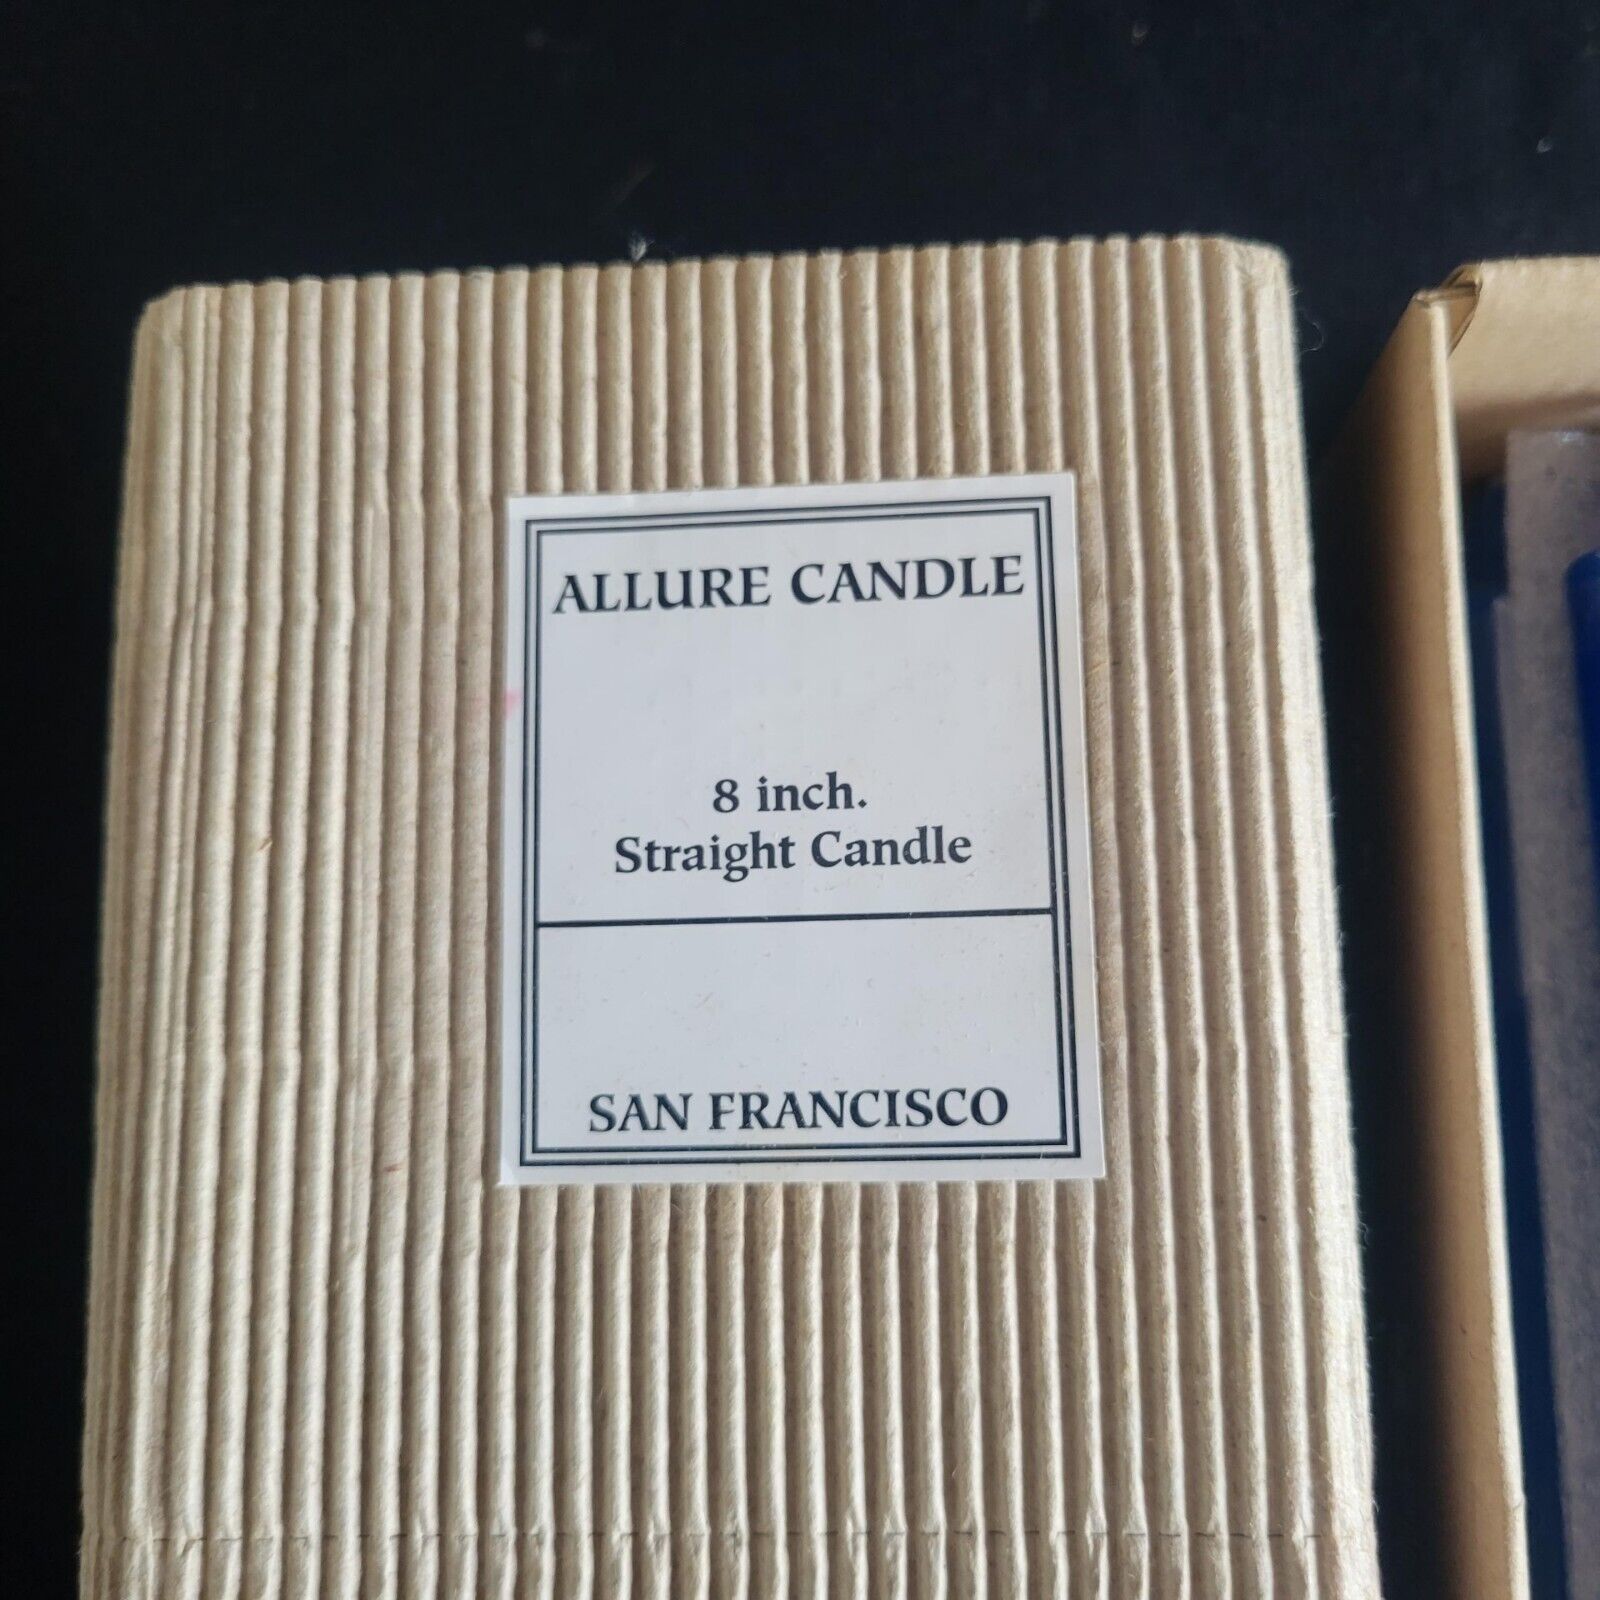 ALLURE CANDLE
8 inch.
Straight Candle
SAN FRANCISCO